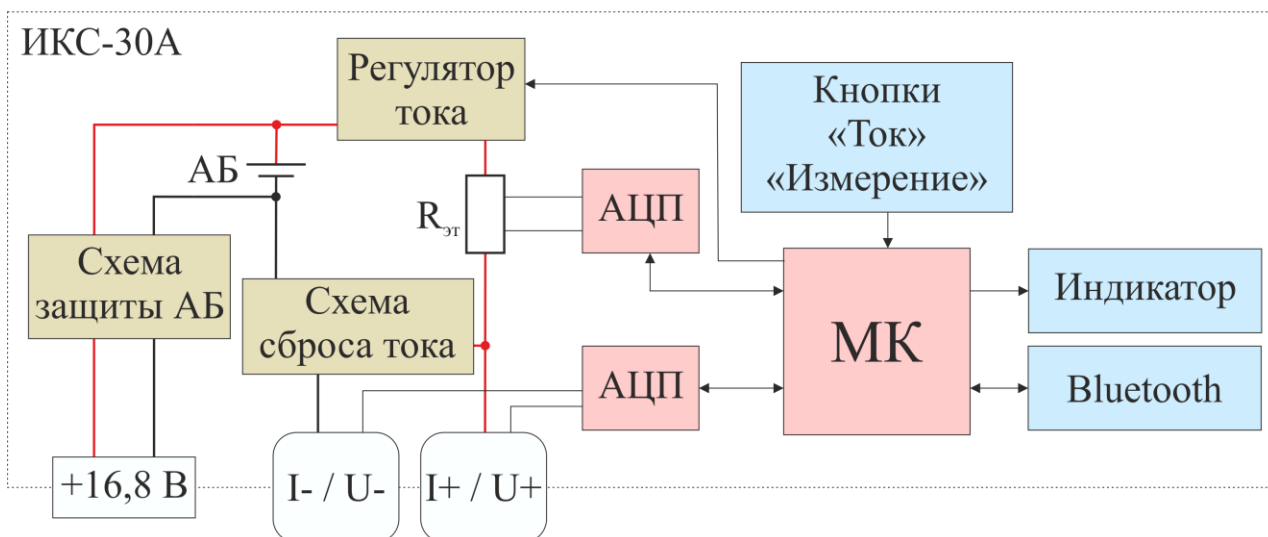 ИКС-30А
Регулятор
тока
Кнопки
«Ток»
«Измерение»
АБ
Rэт
АЦП
Схема
защиты АБ
Схема
сброса тока
МК
Индикатор
АЦП
Bluetooth
+16,8 В
I- / U-
I+ / U+